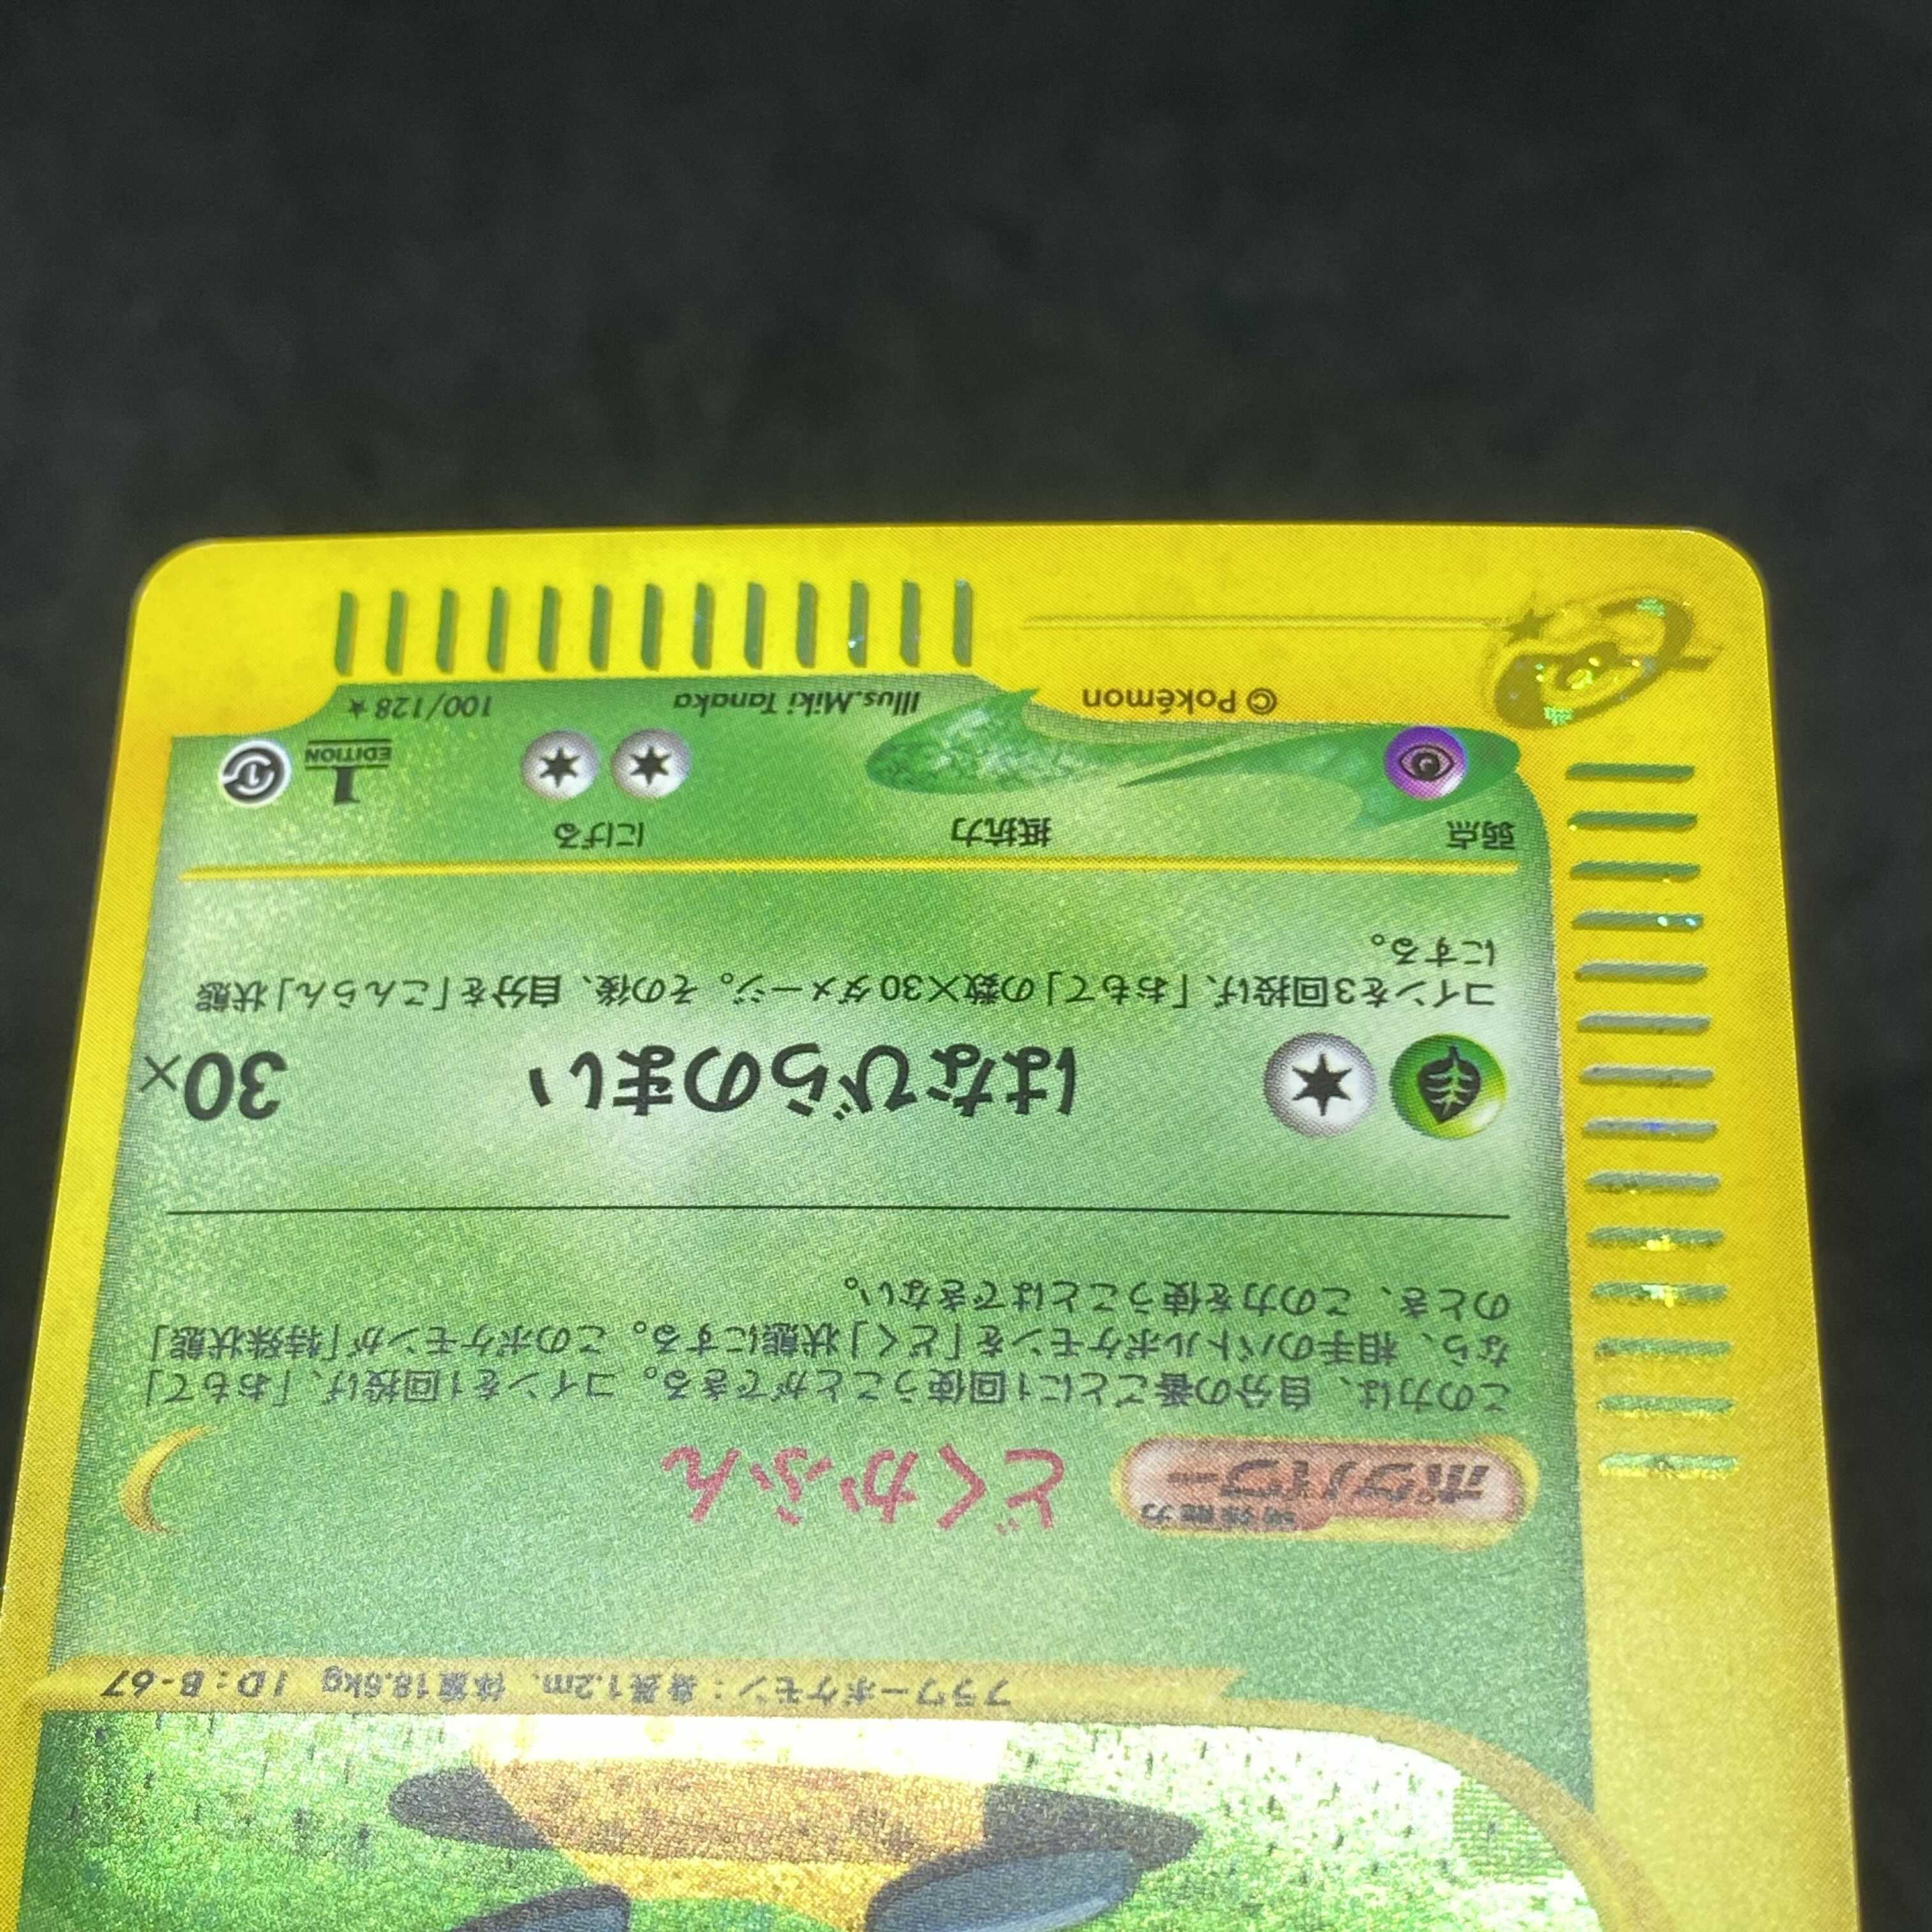 フラワーポケモン：身長1.2m、体重18.6kg ID:B-67
特殊能力
ポケパワー どくかふん
この力は、自分の番ごとに1回使うことができる。コインを1回投げ、「おもて」
なら、相手のバトルポケモンを「どく」状態にする。このポケモンが「特殊状態」
のとき、この力を使うことはできない。
はなびらのまい 30×
コインを3回投げ、「おもて」の数×30ダメージ。その後、自分を「こんらん」状態
にする。
弱点 抵抗力 にげる
1
EDITION
© Pokémon Illus.Miki Tanaka 100/128 ★